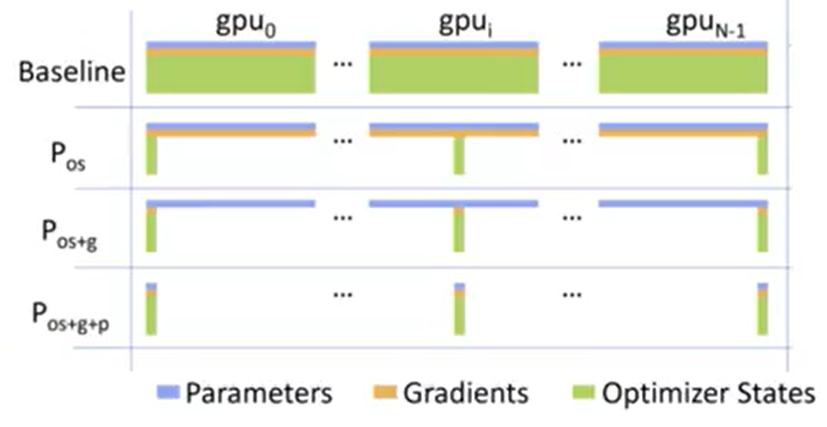 gpu0 gpui gpuN-1
Baseline ... ...
Pos ... ...
Pos+g ... ...
Pos+g+p ... ...
Parameters Gradients Optimizer States